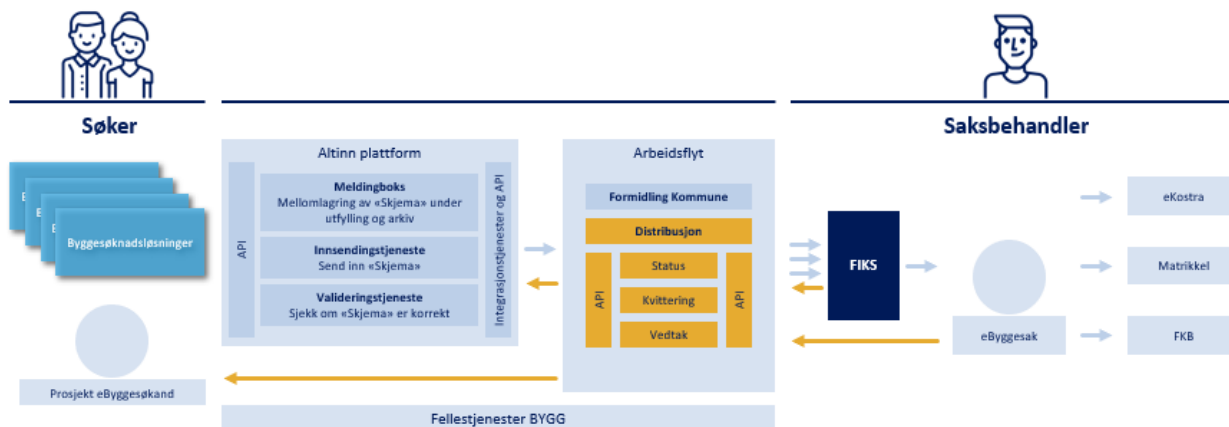 Søker
Saksbehandler
Byggesøknadsløsninger
Prosjekt eByggesøkand
Altinn plattform
API
Meldingboks
Mellomlagring av «Skjema» under
utfylling og arkiv
Innsendingstjeneste
Send inn «Skjema»
Valideringstjeneste
Sjekk om «Skjema» er korrekt
Integrasjonstjenester og API
Arbeidsflyt
Formidling Kommune
Distribusjon
API
Status
Kvittering
Vedtak
API
Fellestjenester BYGG
FIKS
eByggesak
eKostra
Matrikkel
FKB